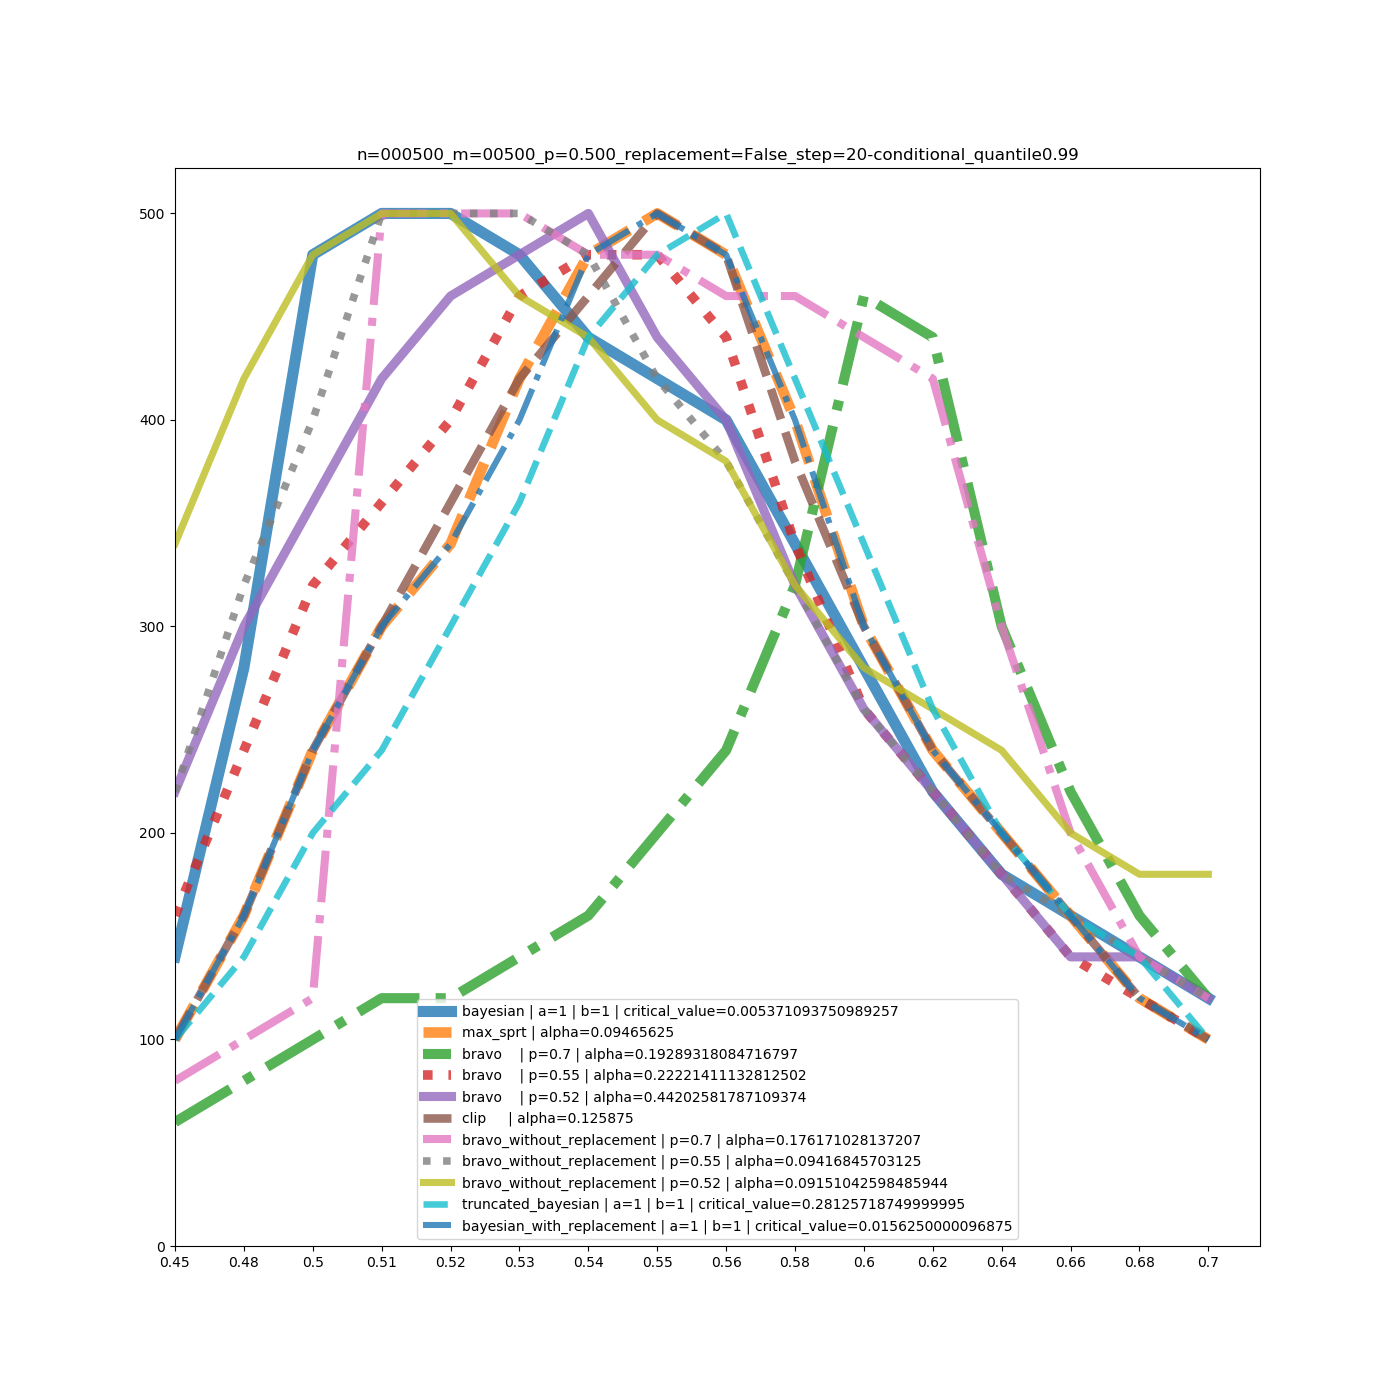 n=000500_m=00500_p=0.500_replacement=False_step=20-conditional_quantile0.99
500
400
300
200
100
0
bayesian | a=1 | b=1 | critical_value=0.005371093750989257
max_sprt | alpha=0.09465625
bravo | p=0.7 | alpha=0.19289318084716797
bravo | p=0.55 | alpha=0.22221411132812502
bravo | p=0.52 | alpha=0.44202581787109374
clip | alpha=0.125875
bravo_without_replacement | p=0.7 | alpha=0.176171028137207
bravo_without_replacement | p=0.55 | alpha=0.09416845703125
bravo_without_replacement | p=0.52 | alpha=0.09151042598485944
truncated_bayesian | a=1 | b=1 | critical_value=0.28125718749999995
bayesian_with_replacement | a=1 | b=1 | critical_value=0.0156250000096875
0.45 0.48 0.5 0.51 0.52 0.53 0.54 0.55 0.56 0.58 0.6 0.62 0.64 0.66 0.68 0.7